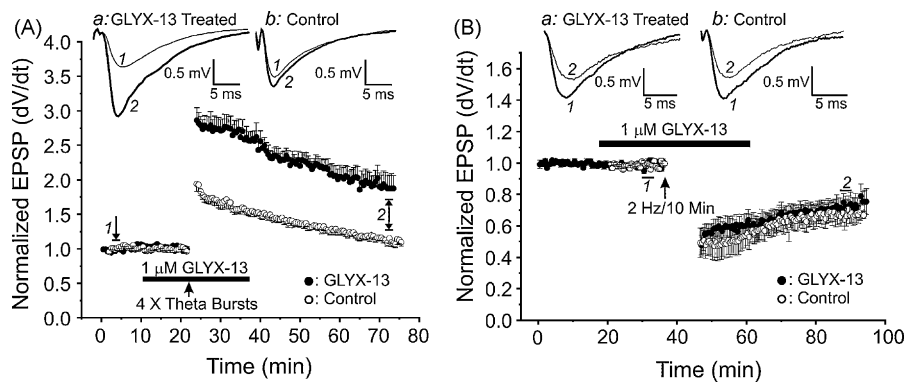 (A)
a: GLYX-13 Treated
b: Control
1
2
0.5 mV
5 ms
1
2
0.5 mV
5 ms
Normalized EPSP (dV/dt)
4.0
3.5
3.0
2.5
2.0
1.5
1.0
0.5
0.0
1
2
1 μM GLYX-13
4 X Theta Bursts
●: GLYX-13
○: Control
0 10 20 30 40 50 60 70 80
Time (min)
(B)
a: GLYX-13 Treated
b: Control
2
1
0.5 mV
5 ms
2
1
0.5 mV
5 ms
Normalized EPSP (dV/dt)
1.6
1.4
1.2
1.0
0.8
0.6
0.4
0.2
0.0
1 μM GLYX-13
1
2 Hz/10 Min
2
●: GLYX-13
○: Control
0 20 40 60 80 100
Time (min)